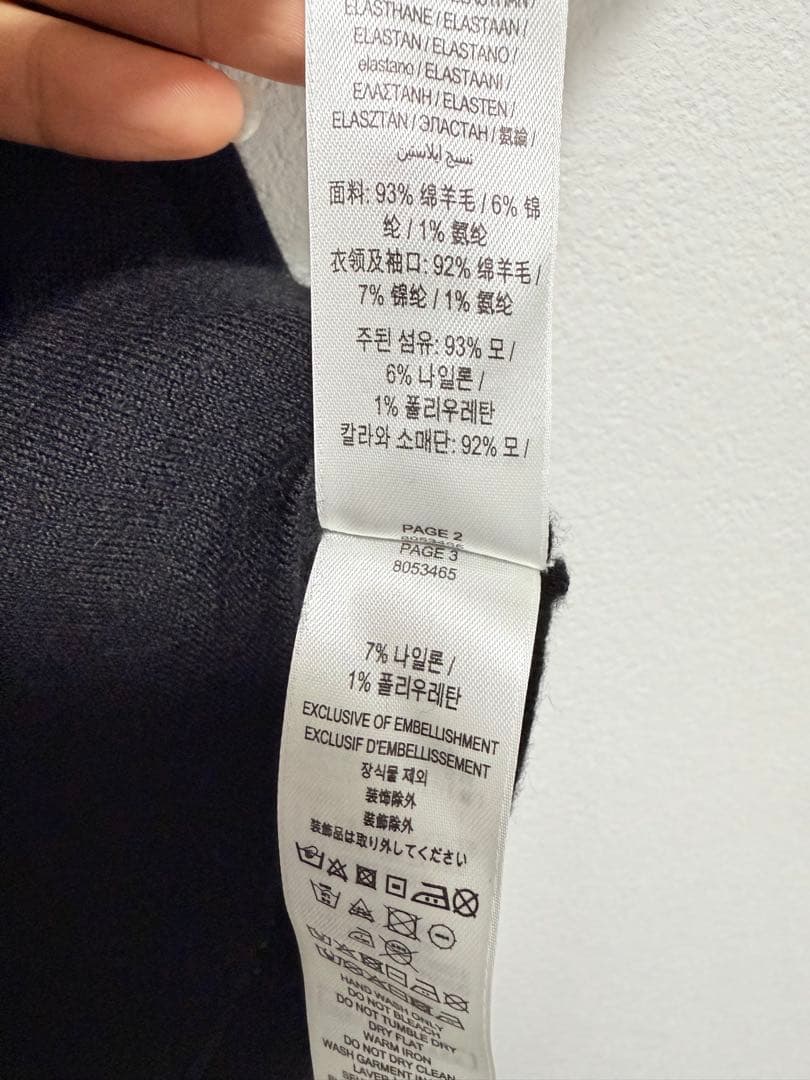 ELASTHANE / ELASTAAN /
ELASTAN / ELASTANO /
elastano / ELASTAANI /
ΕΛΑΣΤΑΝΗ / ELASTEN /
ELASZTÁN / ЭЛАСТАН / 氨綸 /
نسيج ايلاستين
面料: 93% 绵羊毛 / 6% 锦
纶 / 1% 氨纶
衣领及袖口: 92% 绵羊毛 /
7% 锦纶 / 1% 氨纶
주된 섬유: 93% 모 /
6% 나일론 /
1% 폴리우레탄
칼라와 소매단: 92% 모 /
PAGE 2
8053465
PAGE 3
8053465
7% 나일론 /
1% 폴리우레탄
EXCLUSIVE OF EMBELLISHMENT
EXCLUSIF D'EMBELLISSEMENT
장식물 제외
装饰除外
裝飾除外
装飾品は取り外してください
HAND WASH ONLY
DO NOT BLEACH
DO NOT TUMBLE DRY
DRY FLAT
WARM IRON
DO NOT DRY CLEAN
WASH GARMENT IN